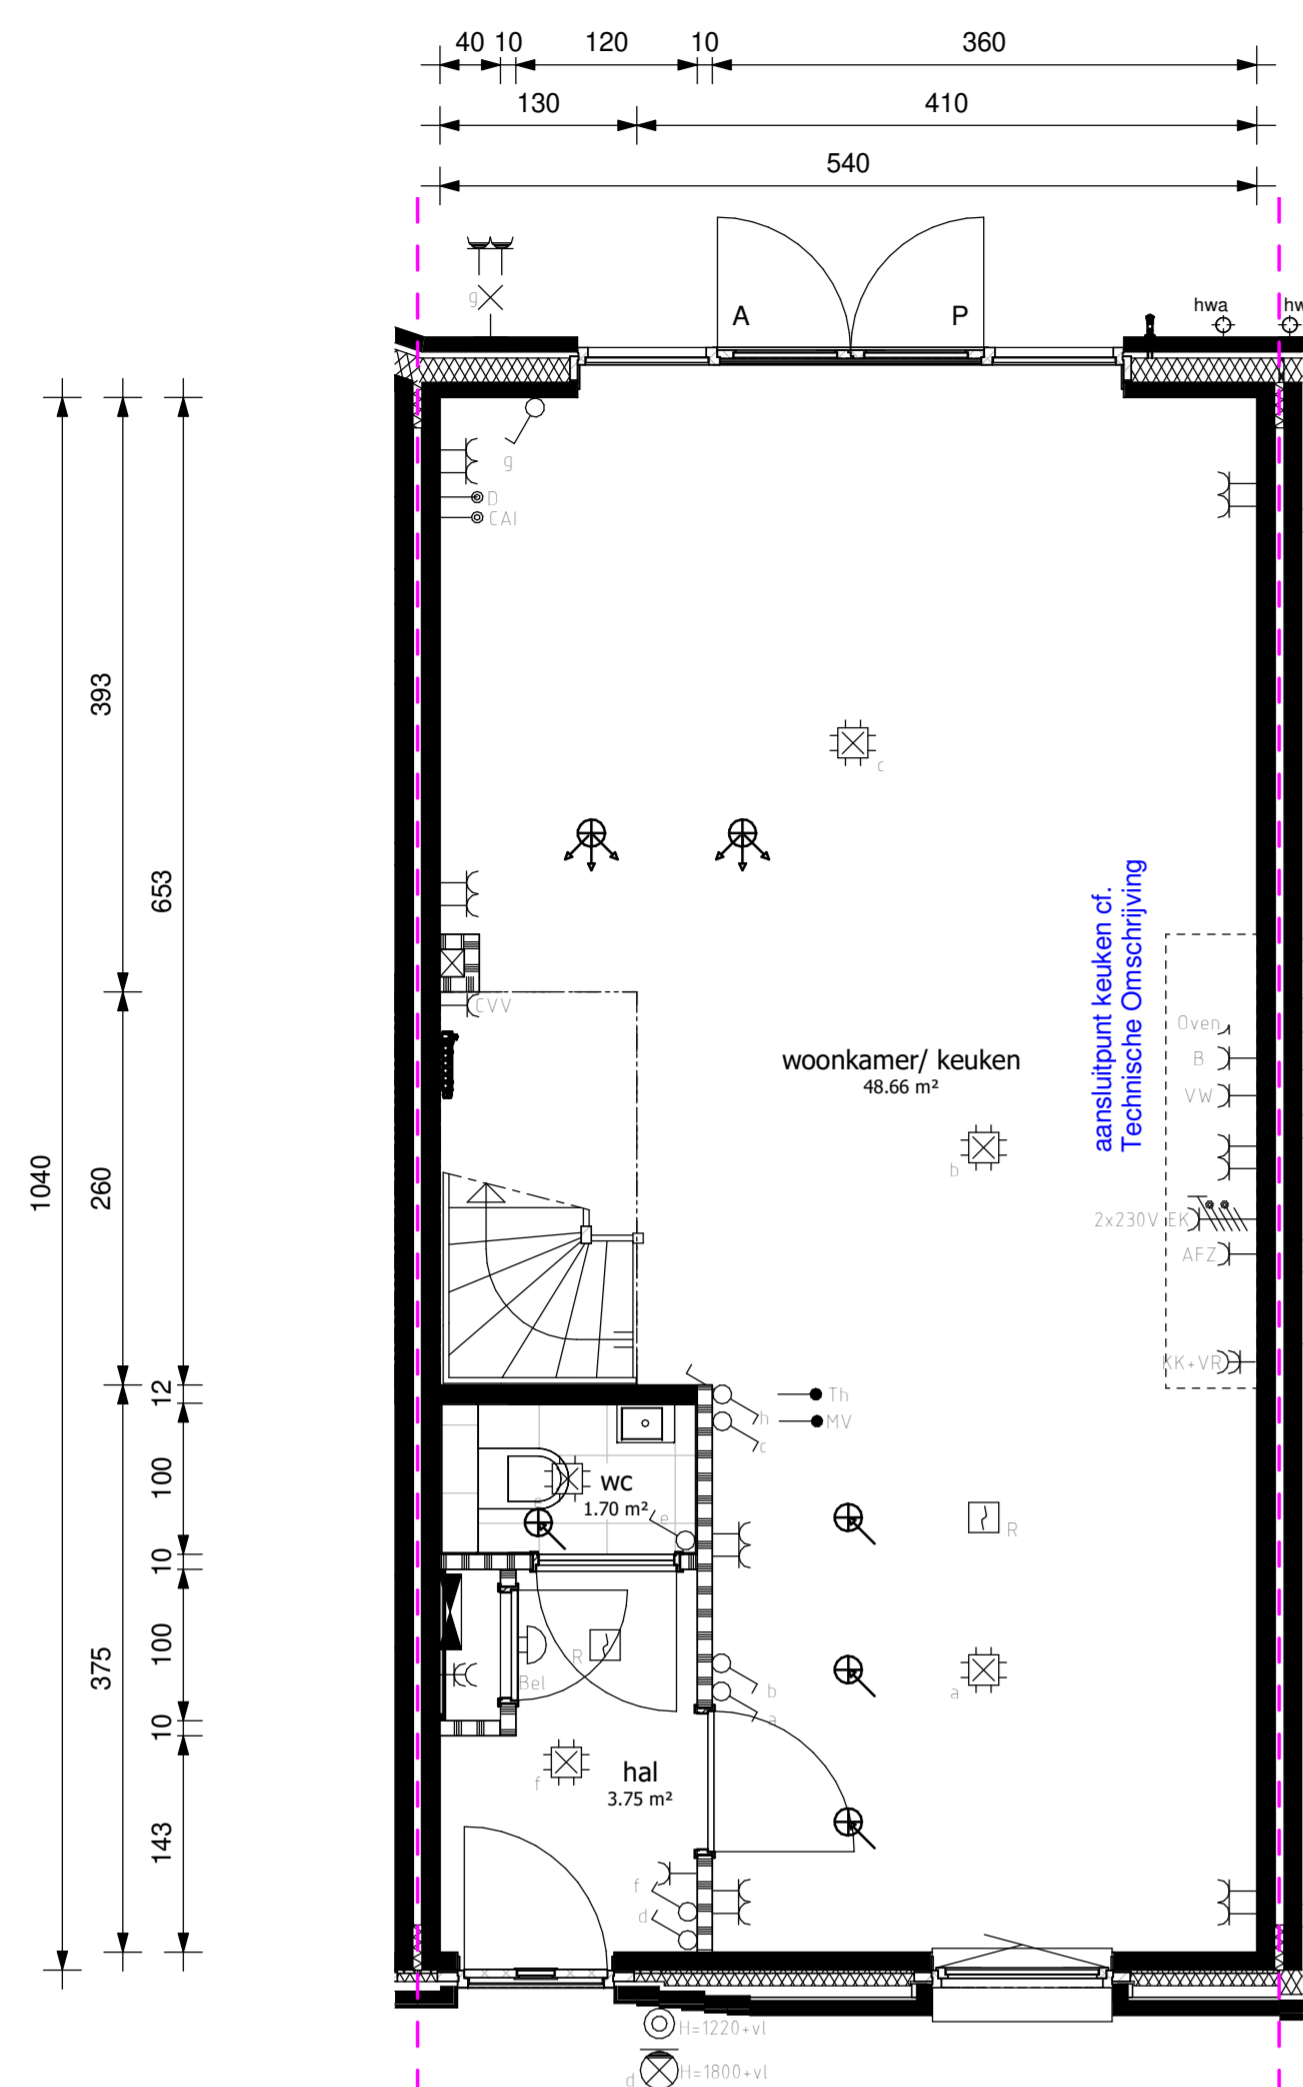 40 10 120 10 360
130 410
540
g
A P
hwa
hw
g
D
CAI
c
393
653
CVV
aansluitpunt keuken cf.
Technische Omschrijving
Oven
B
VW
woonkamer/ keuken
48.66 m²
b
1040
260
2x230V EK
AFZ
KK+VR
12
h
Th
c
MV
100
wc
1.70 m²
e
e
R
10
100
375
R
Bel
b
a
a
10
hal
3.75 m²
f
143
f
d
H=1220+vl
H=1800+vl
d